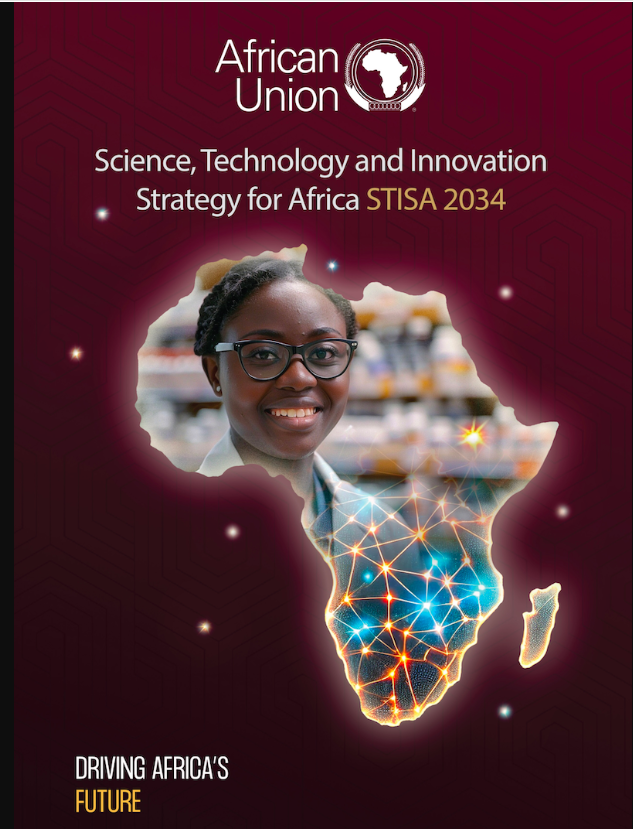 African
Union
Science, Technology and Innovation
Strategy for Africa STISA 2034
DRIVING AFRICA'S
FUTURE